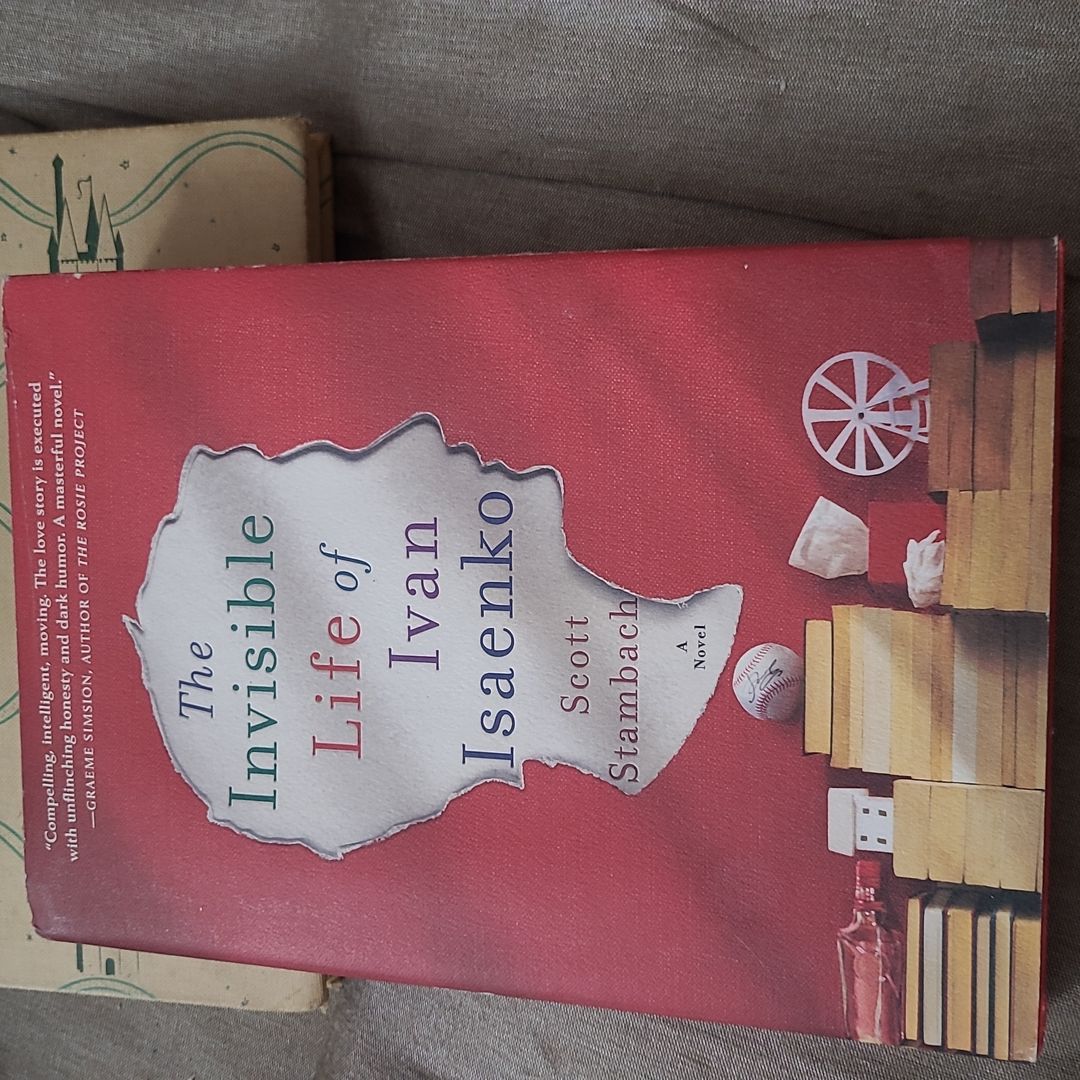 “Compelling, intelligent, moving. The love story is executed
with unflinching honesty and dark humor. A masterful novel.”
—GRAEME SIMSION, AUTHOR OF THE ROSIE PROJECT
The
Invisible
Life of
Ivan
Isaenko
Scott
Stambach
A
Novel